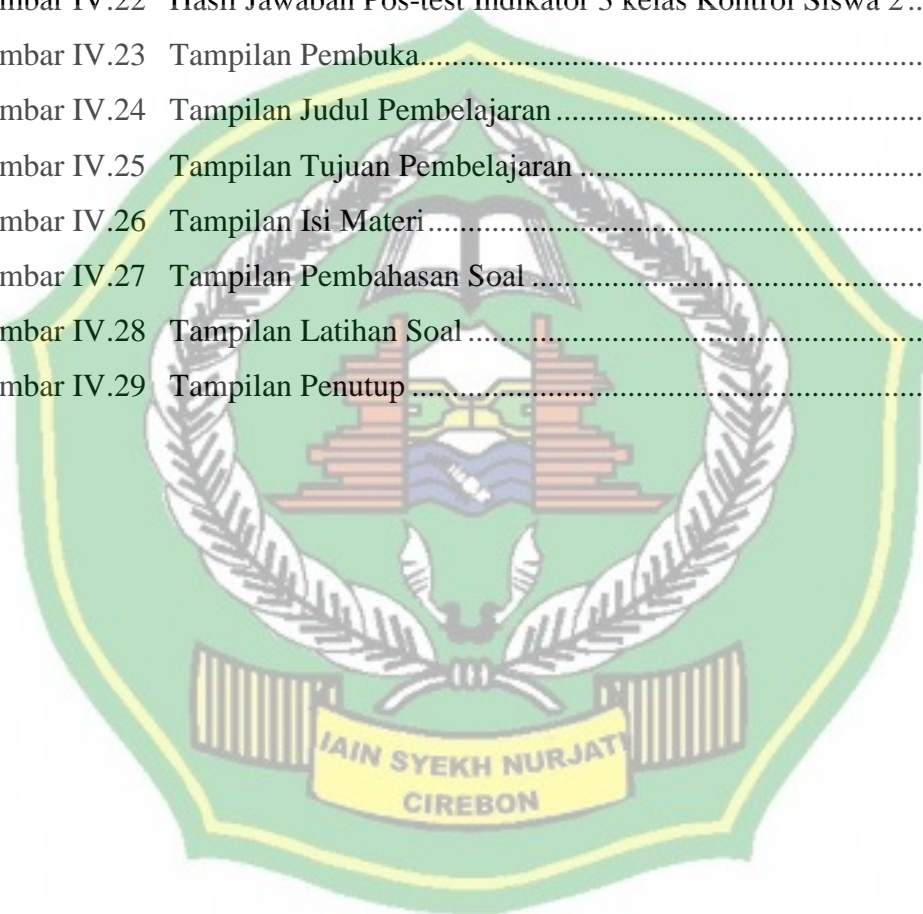 mbar IV.22 Hasil Jawaban Pos-test Indikator 3 kelas Kontrol Siswa 2 ..
mbar IV.23 Tampilan Pembuka..........................................................
mbar IV.24 Tampilan Judul Pembelajaran ..........................................
mbar IV.25 Tampilan Tujuan Pembelajaran .......................................
mbar IV.26 Tampilan Isi Materi ..........................................................
mbar IV.27 Tampilan Pembahasan Soal .............................................
mbar IV.28 Tampilan Latihan Soal .....................................................
mbar IV.29 Tampilan Penutup ............................................................
IAIN SYEKH NURJATI
CIREBON